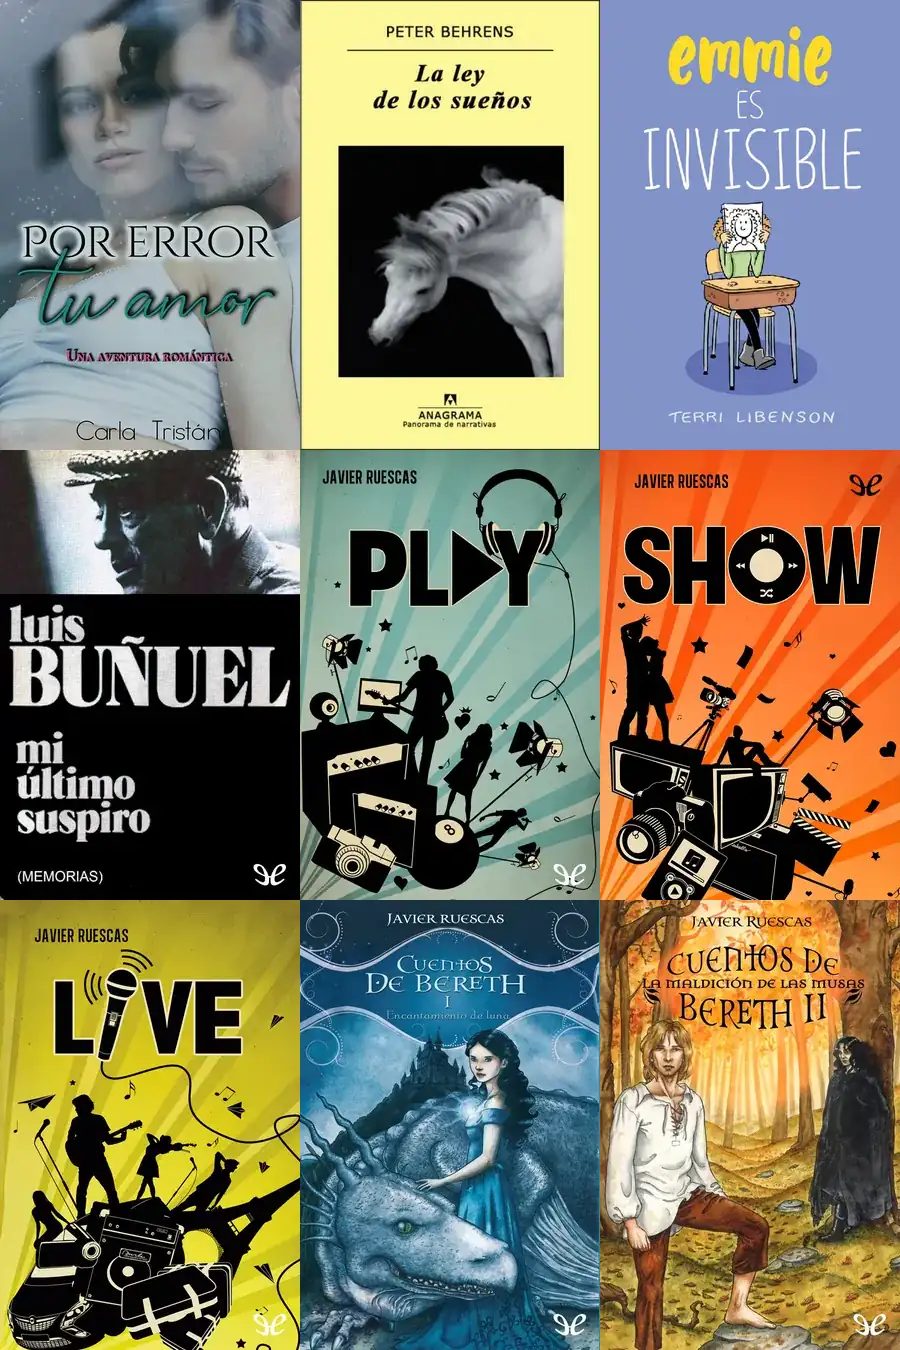 POR ERROR
tu amor
UNA AVENTURA ROMÁNTICA
Carla Tristán
PETER BEHRENS
La ley
de los sueños
ANAGRAMA
Panorama de narrativas
emmie
ES
INVISIBLE
TERRI LIBENSON
luis
BUÑUEL
mi
último
suspiro
(MEMORIAS)
JAVIER RUESCAS
PLAY
8
JAVIER RUESCAS
SHOW
JAVIER RUESCAS
LIVE
JAVIER RUESCAS
CUENTOS
DE BERETH
I
Encantamiento de luna
JAVIER RUESCAS
CUENTOS DE
LA MALDICIÓN DE LAS MUSAS
BERETH II